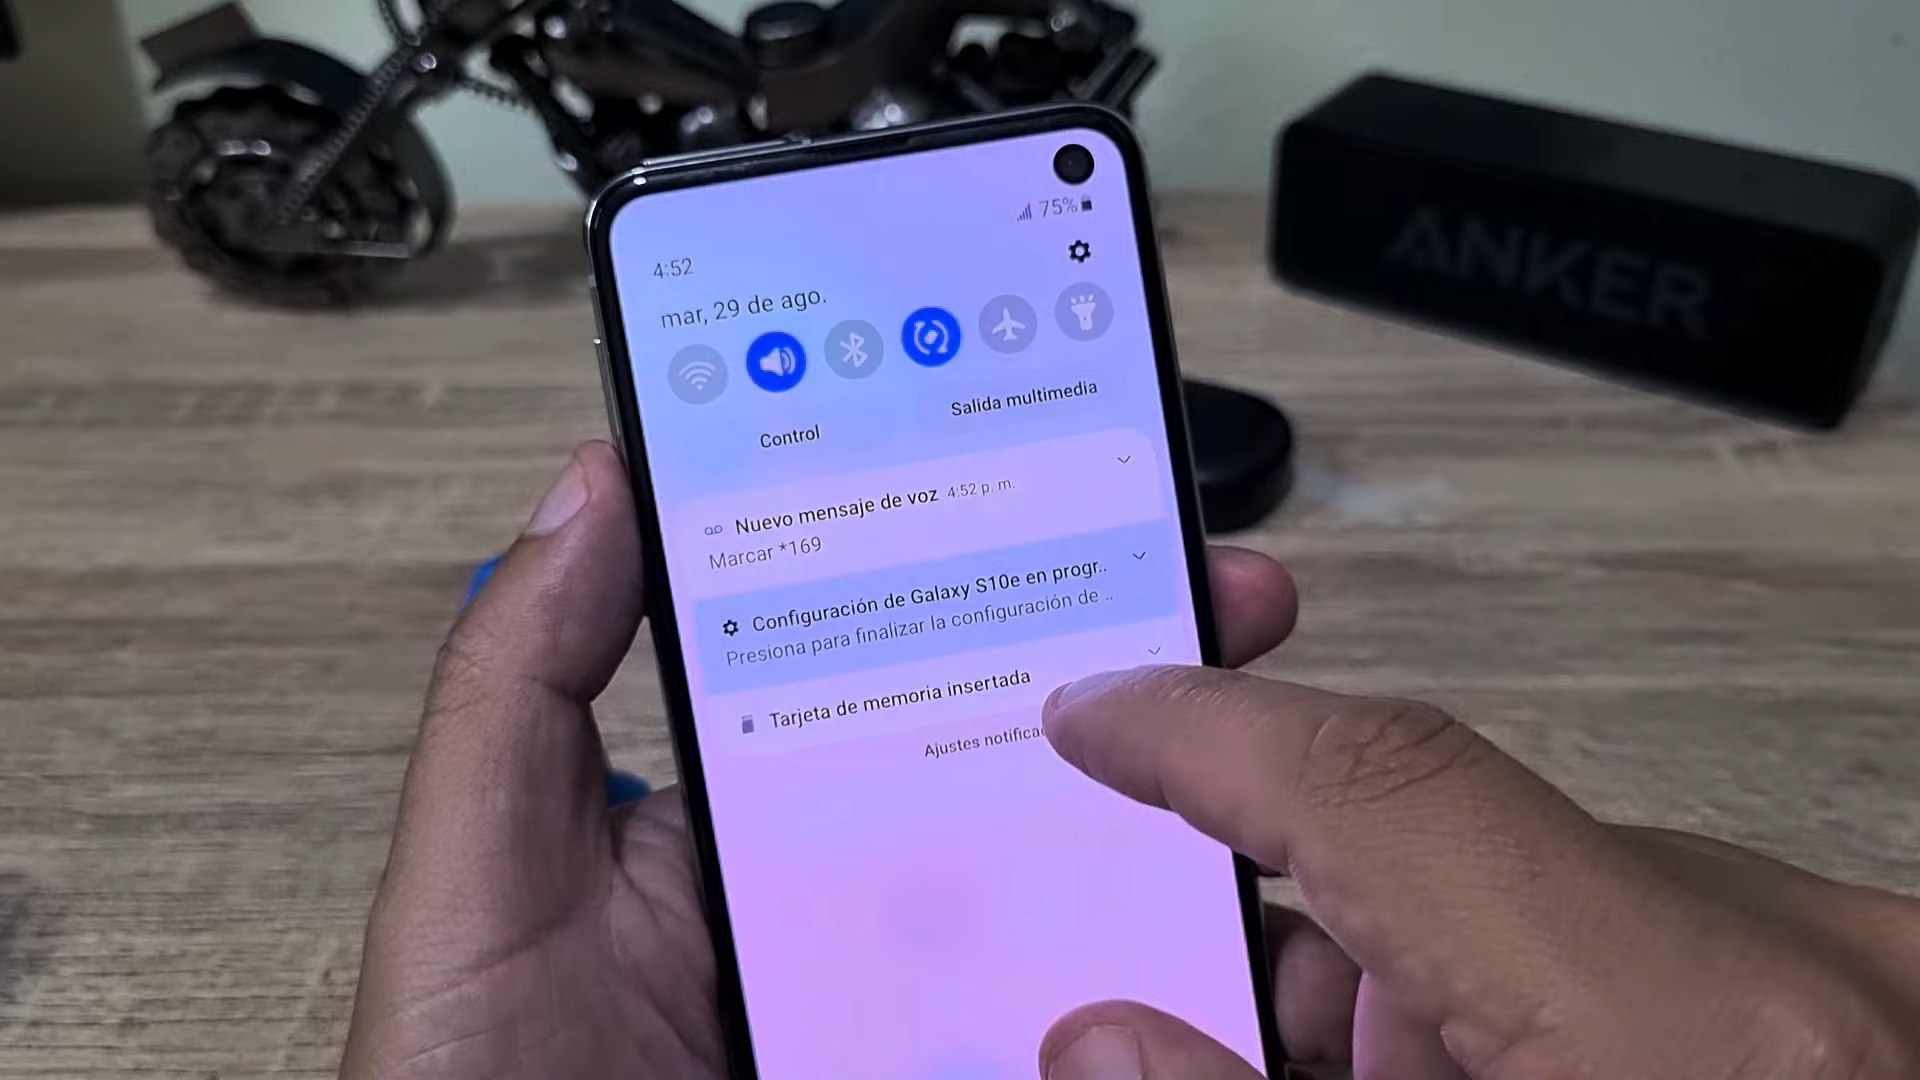 75%
4:52
mar, 29 de ago.
Control
Salida multimedia
Nuevo mensaje de voz 4:52 p. m.
Marcar *169
Configuración de Galaxy S10e en progr..
Presiona para finalizar la configuración de ..
Tarjeta de memoria insertada
Ajustes
ANKER